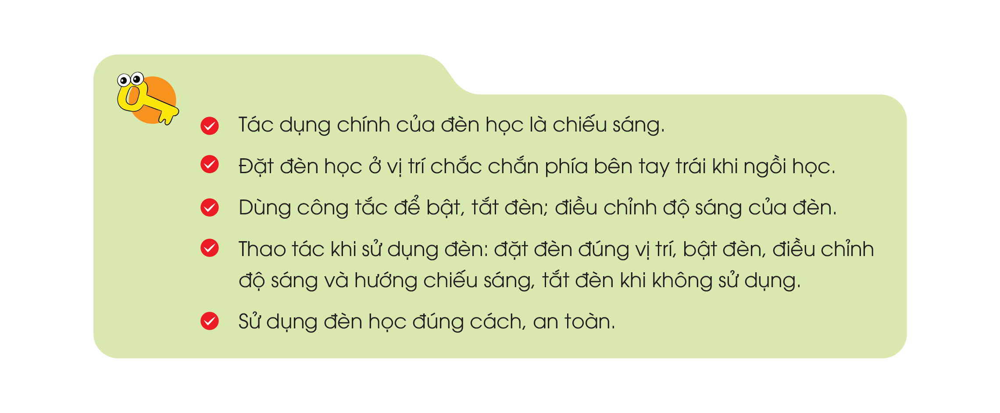 Tác dụng chính của đèn học là chiếu sáng.
Đặt đèn học ở vị trí chắc chắn phía bên tay trái khi ngồi học.
Dùng công tắc để bật, tắt đèn; điều chỉnh độ sáng của đèn.
Thao tác khi sử dụng đèn: đặt đèn đúng vị trí, bật đèn, điều chỉnh
độ sáng và hướng chiếu sáng, tắt đèn khi không sử dụng.
Sử dụng đèn học đúng cách, an toàn.